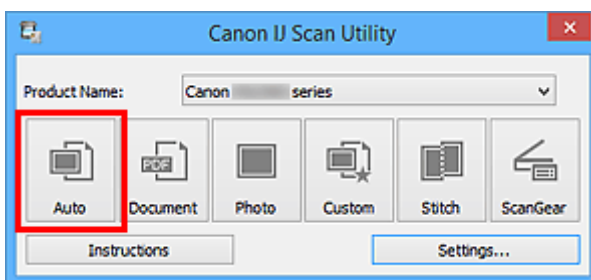 Canon IJ Scan Utility
Product Name: Canon series
PDF
Auto Document Photo Custom Stitch ScanGear
Instructions Settings...